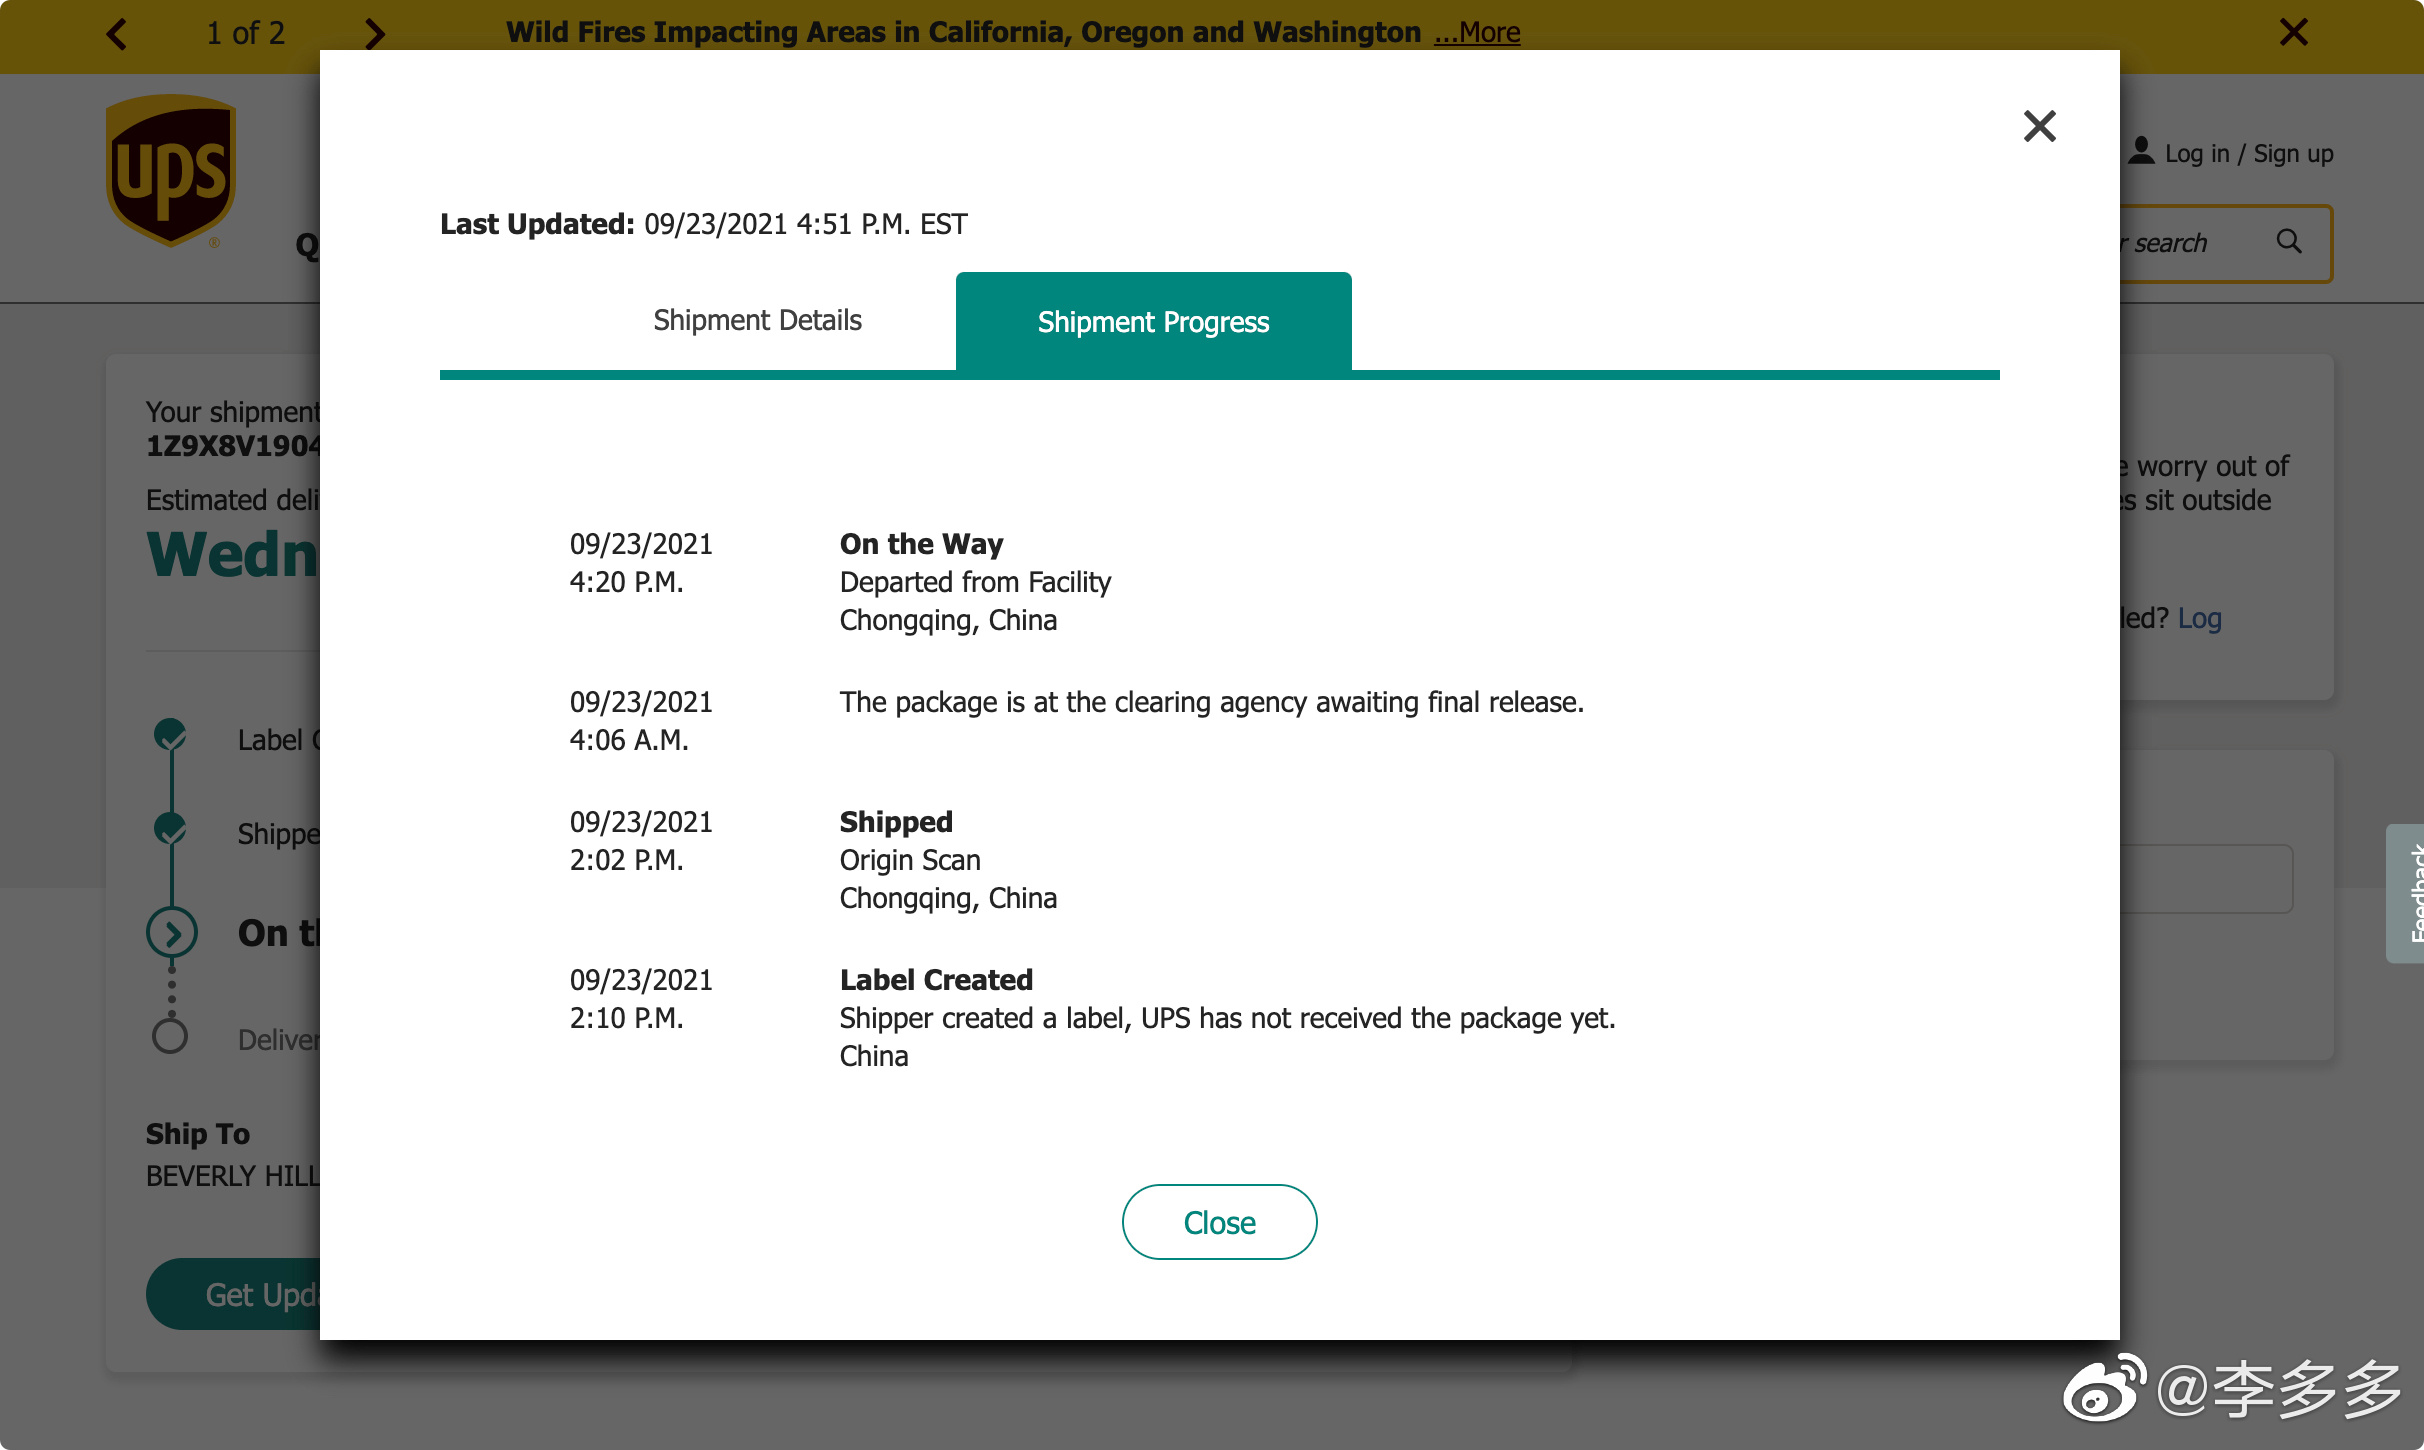 1 of 2
Wild Fires Impacting Areas in California, Oregon and Washington ...More
ups
Log in / Sign up
search
Last Updated: 09/23/2021 4:51 P.M. EST
Shipment Details
Shipment Progress
Your shipment
1Z9X8V1904
Estimated deli
Wedn
worry out of
sit outside
led? Log
09/23/2021
4:20 P.M.
On the Way
Departed from Facility
Chongqing, China
09/23/2021
4:06 A.M.
The package is at the clearing agency awaiting final release.
09/23/2021
2:02 P.M.
Shipped
Origin Scan
Chongqing, China
09/23/2021
2:10 P.M.
Label Created
Shipper created a label, UPS has not received the package yet.
China
Label
Shippe
On th
Deliver
Ship To
BEVERLY HILL
Get Upda
Close
Feedback
@李多多